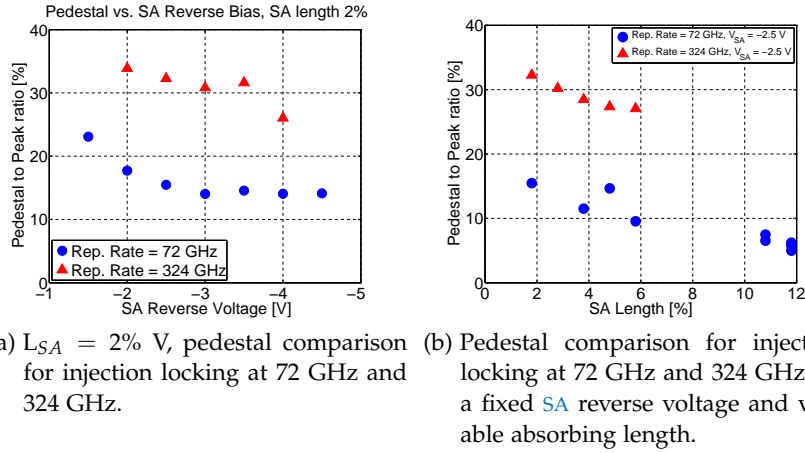 Pedestal vs. SA Reverse Bias, SA length 2%
40
30
20
10
0
Pedestal to Peak ratio [%]
Rep. Rate = 72 GHz
Rep. Rate = 324 GHz
−1 −2 −3 −4 −5
SA Reverse Voltage [V]
40
30
20
10
0
Pedestal to Peak ratio [%]
Rep. Rate = 72 GHz, V_SA = −2.5 V
Rep. Rate = 324 GHz, V_SA = −2.5 V
0 2 4 6 8 10 12
SA Length [%]
) L_SA = 2% V, pedestal comparison
for injection locking at 72 GHz and
324 GHz.
(b) Pedestal comparison for inject
locking at 72 GHz and 324 GHz
a fixed SA reverse voltage and v
able absorbing length.